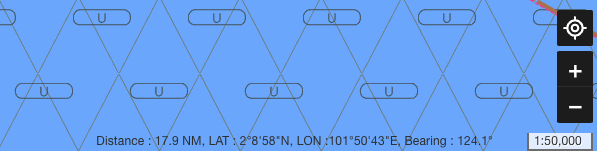 U U U U
U U U U U
Distance : 17.9 NM, LAT : 2°8'58"N, LON :101°50'43"E, Bearing : 124.1°
1:50,000